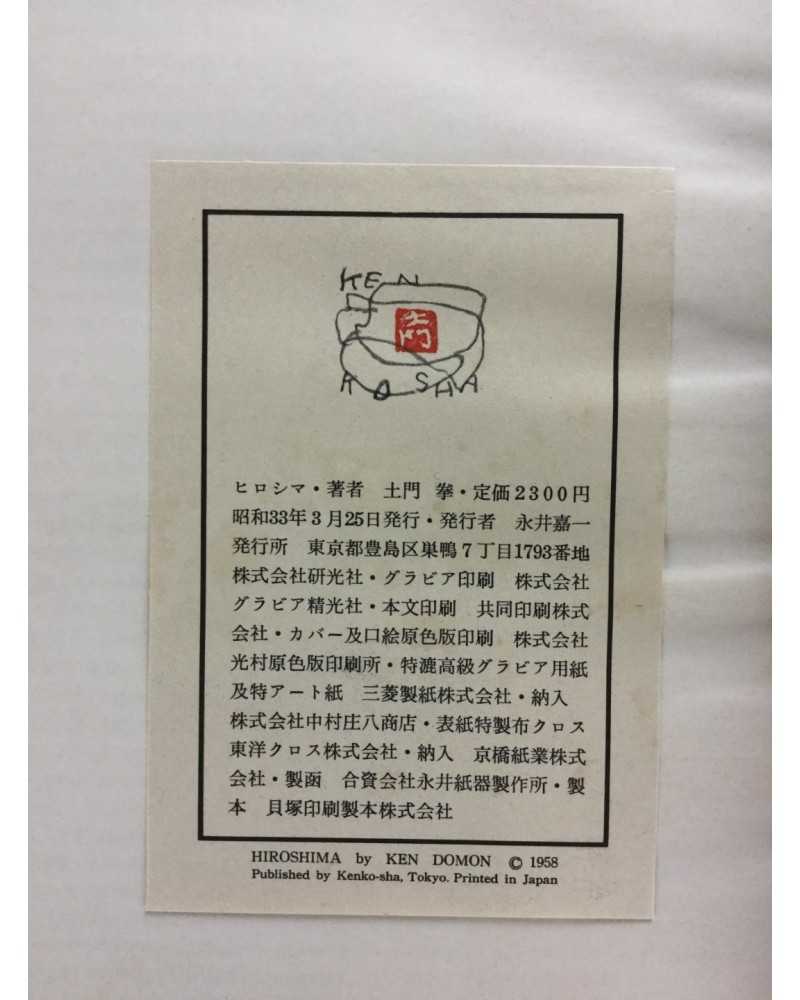 KEN
土門
KOSHA
ヒロシマ・著者　土門　拳・定価2300円
昭和33年3月25日発行・発行者　永井嘉一
発行所　東京都豊島区巣鴨7丁目1793番地
株式会社研光社・グラビア印刷　株式会社
グラビア精光社・本文印刷　共同印刷株式
会社・カバー及口絵原色版印刷　株式会社
光村原色版印刷所・特漉高級グラビア用紙
及特アート紙　三菱製紙株式会社・納入
株式会社中村庄八商店・表紙特製布クロス
東洋クロス株式会社・納入　京橋紙業株式
会社・製函　合資会社永井紙器製作所・製
本　貝塚印刷製本株式会社
HIROSHIMA by KEN DOMON © 1958
Published by Kenko-sha, Tokyo. Printed in Japan